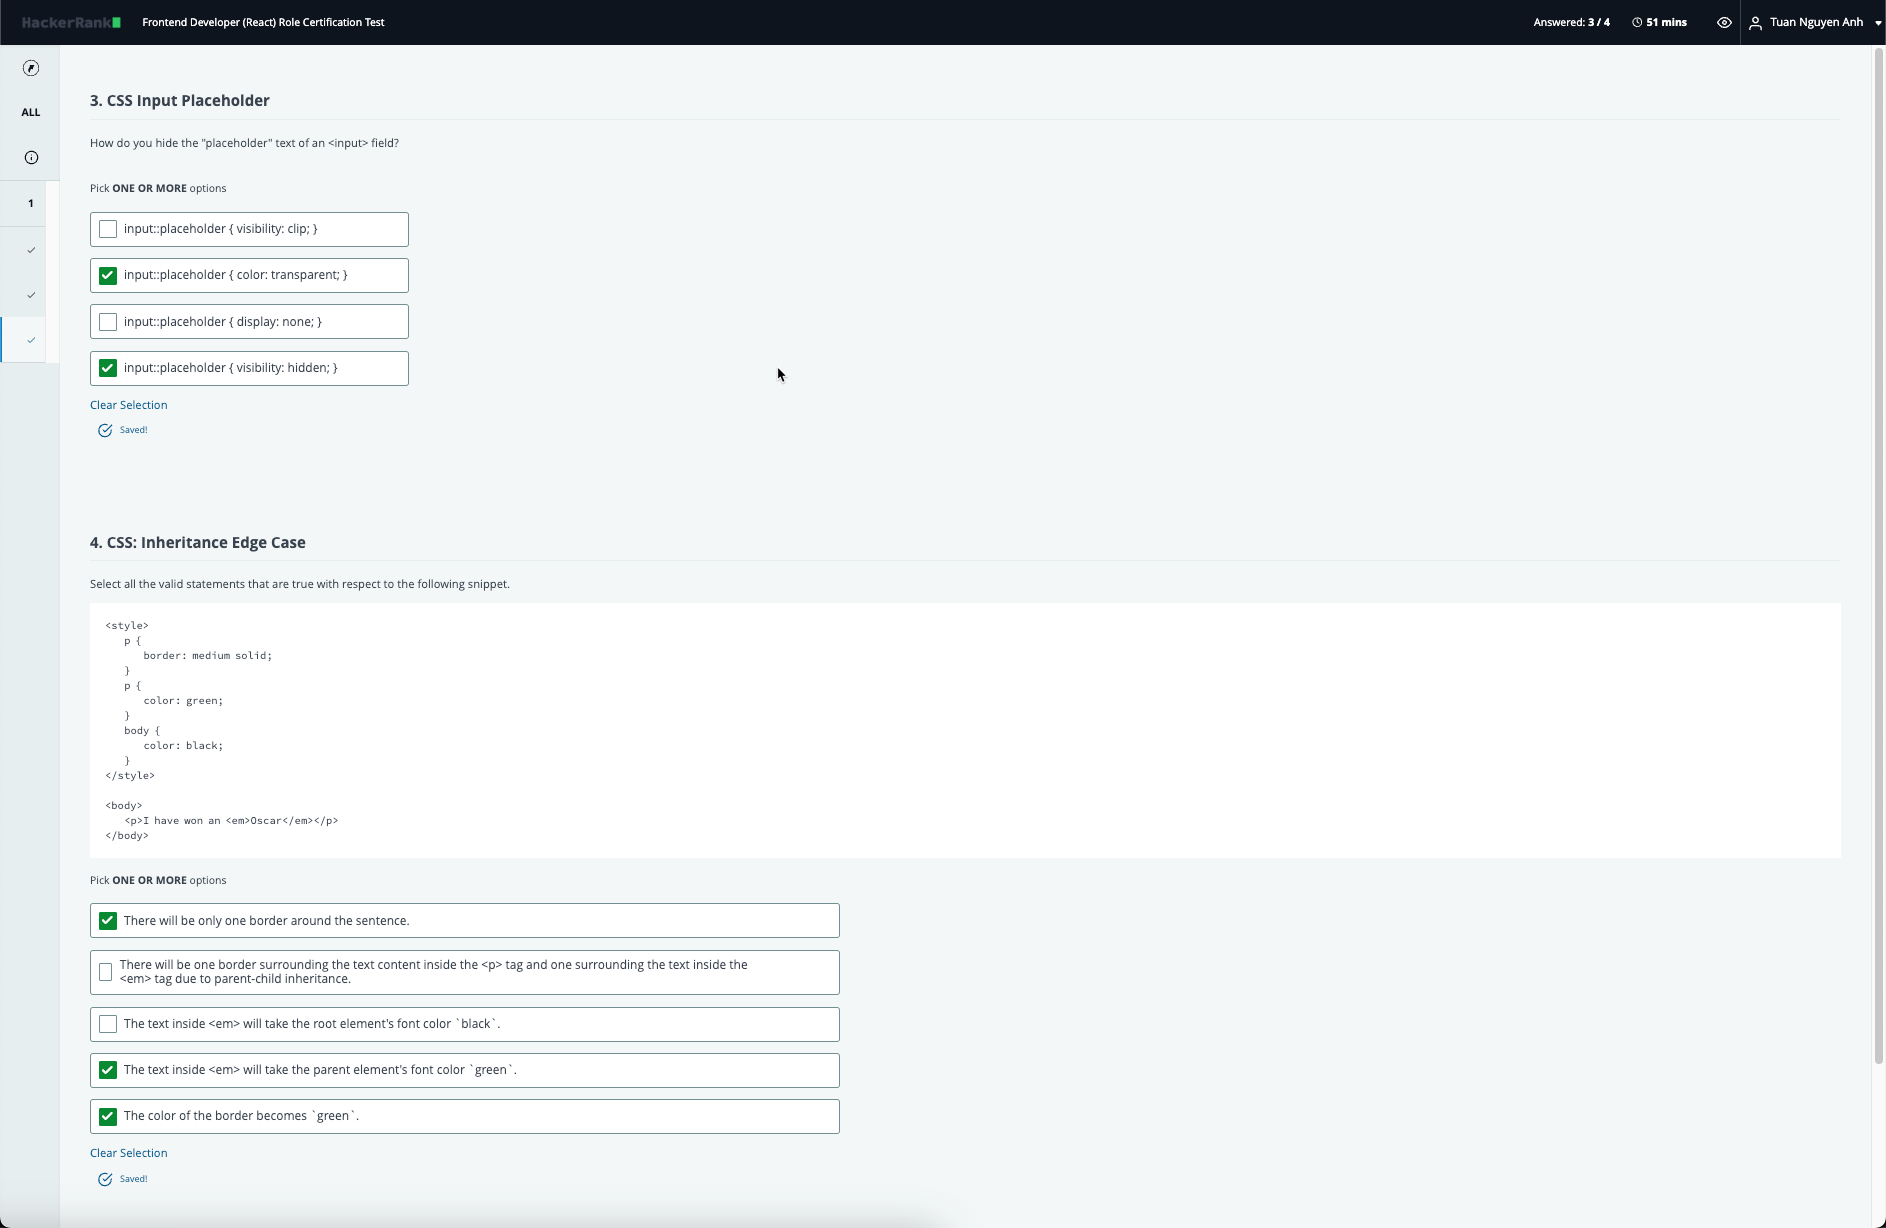 HackerRank
Frontend Developer (React) Role Certification Test
Answered: 3 / 4
51 mins
Tuan Nguyen Anh
ALL
1
3. CSS Input Placeholder
How do you hide the "placeholder" text of an <input> field?
Pick ONE OR MORE options
input::placeholder { visibility: clip; }
input::placeholder { color: transparent; }
input::placeholder { display: none; }
input::placeholder { visibility: hidden; }
Clear Selection
Saved!
4. CSS: Inheritance Edge Case
Select all the valid statements that are true with respect to the following snippet.
<style>
p {
border: medium solid;
}
p {
color: green;
}
body {
color: black;
}
</style>
<body>
<p>I have won an <em>Oscar</em></p>
</body>
Pick ONE OR MORE options
There will be only one border around the sentence.
There will be one border surrounding the text content inside the <p> tag and one surrounding the text inside the
<em> tag due to parent-child inheritance.
The text inside <em> will take the root element's font color `black`.
The text inside <em> will take the parent element's font color `green`.
The color of the border becomes `green`.
Clear Selection
Saved!